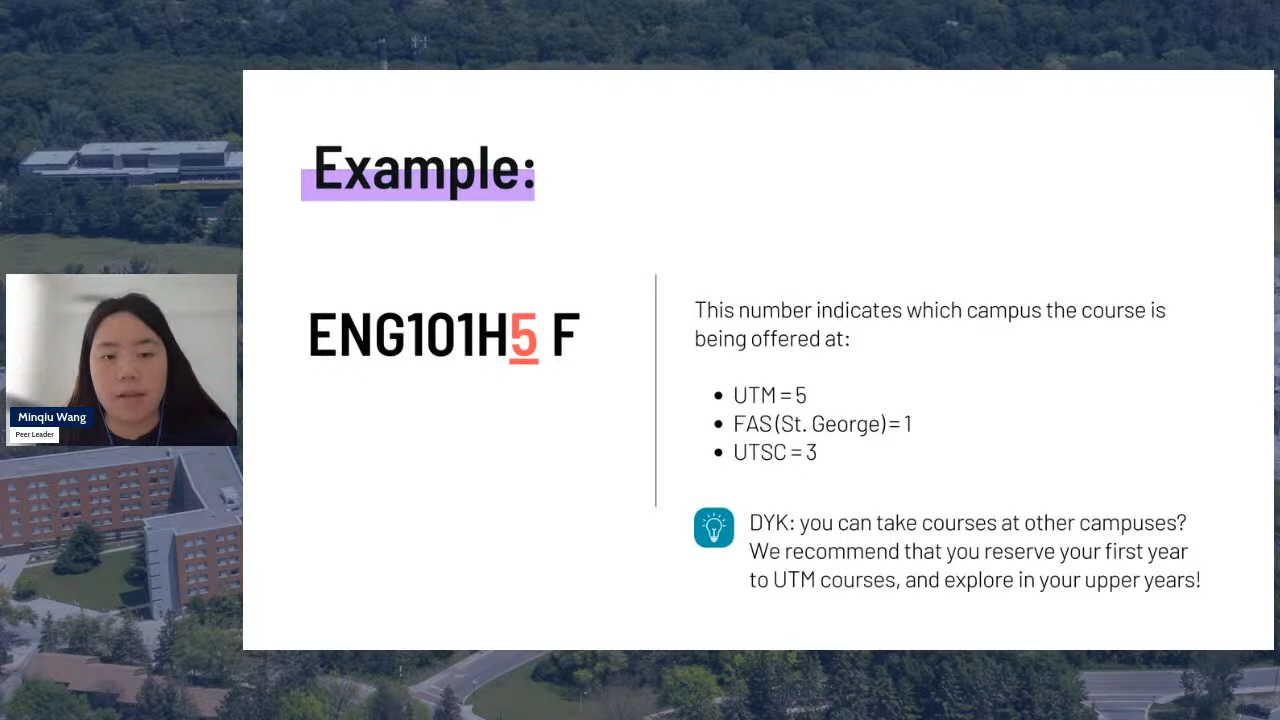 Example:
ENG101H5 F
This number indicates which campus the course is
being offered at:
• UTM = 5
• FAS (St. George) = 1
• UTSC = 3
DYK: you can take courses at other campuses?
We recommend that you reserve your first year
to UTM courses, and explore in your upper years!
Minqiu Wang
Peer Leader